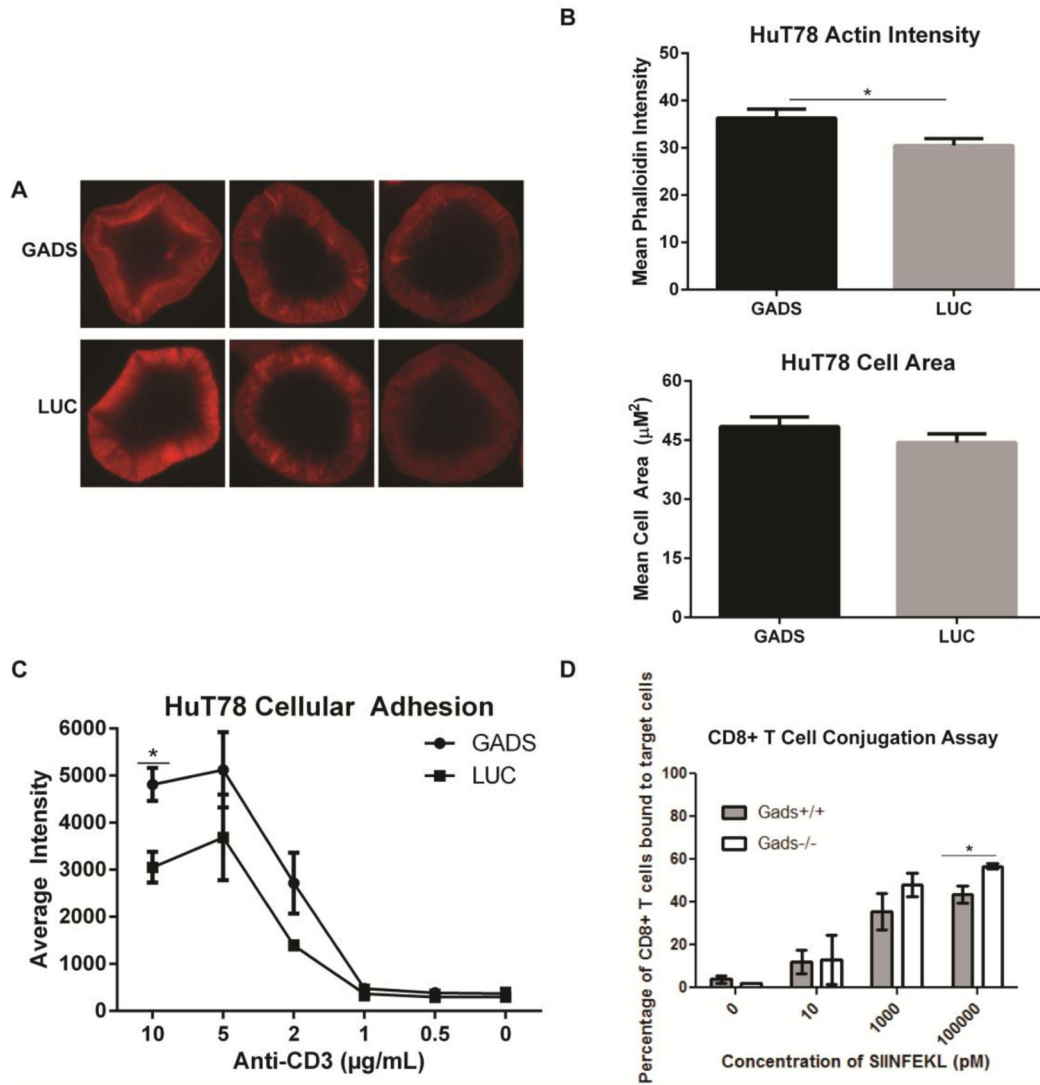 A
GADS
LUC
B
HuT78 Actin Intensity
Mean Phalloidin Intensity
50
40
30
20
10
0
*
GADS LUC
HuT78 Cell Area
Mean Cell Area (µM²)
60
45
30
15
0
GADS LUC
C
HuT78 Cellular Adhesion
Average Intensity
6000
5000
4000
3000
2000
1000
0
*
GADS
LUC
10 5 2 1 0.5 0
Anti-CD3 (µg/mL)
D
CD8+ T Cell Conjugation Assay
Percentage of CD8+ T cells bound to target cells
100
80
60
40
20
0
Gads+/+
Gads-/-
*
0 10 1000 100000
Concentration of SIINFEKL (pM)